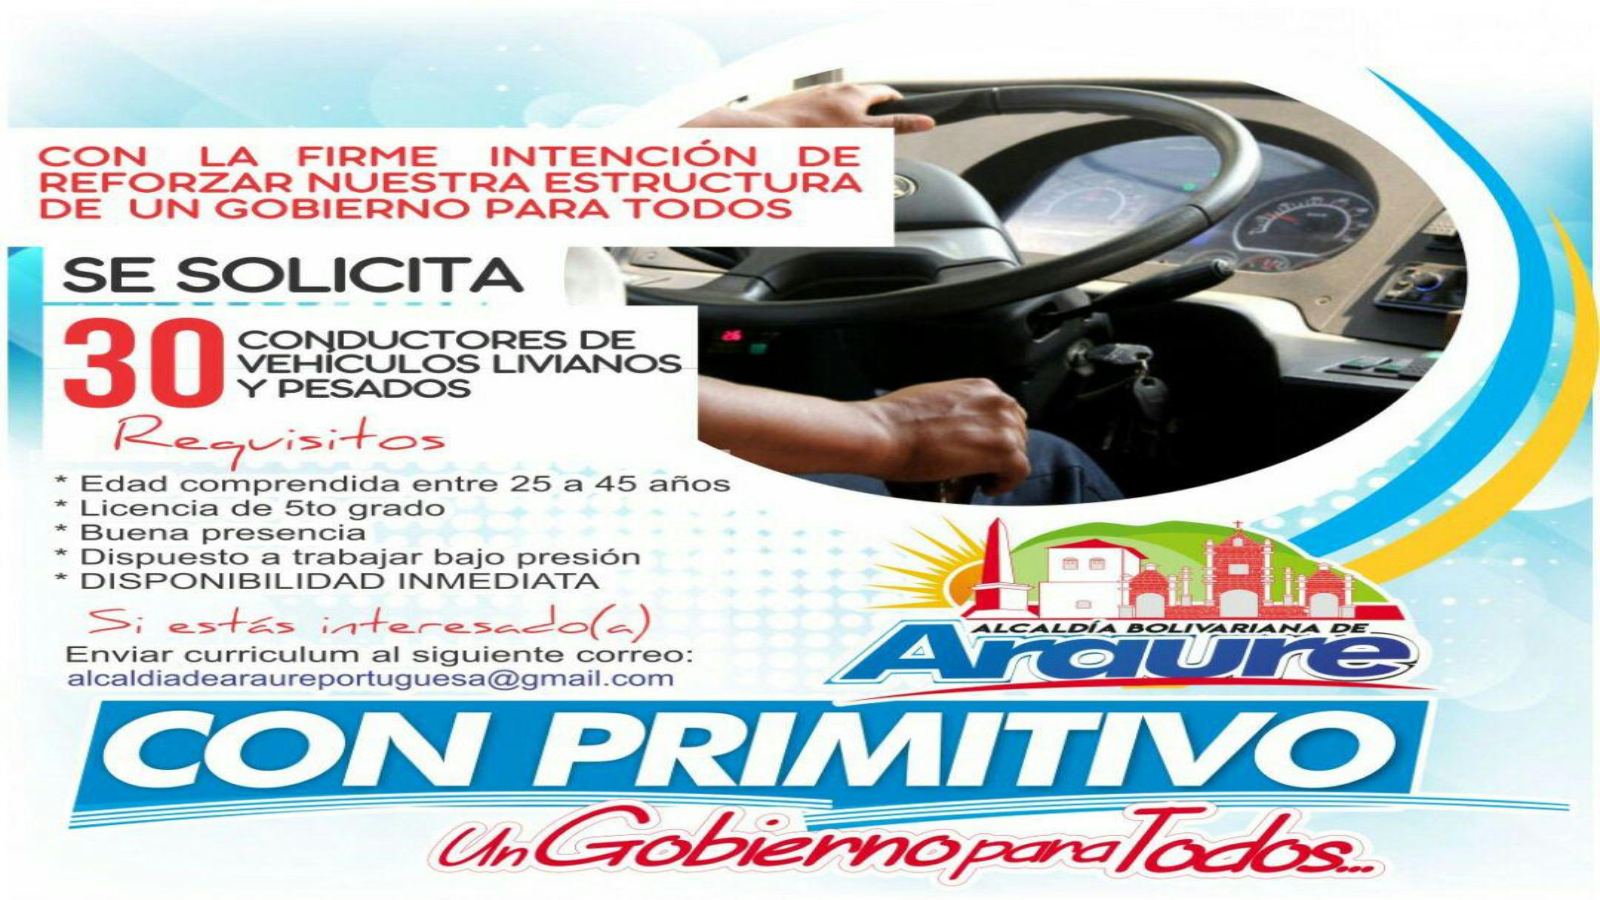 CON LA FIRME INTENCIÓN DE
REFORZAR NUESTRA ESTRUCTURA
DE UN GOBIERNO PARA TODOS
SE SOLICITA
30 CONDUCTORES DE
VEHÍCULOS LIVIANOS
Y PESADOS
Requisitos
* Edad comprendida entre 25 a 45 años
* Licencia de 5to grado
* Buena presencia
* Dispuesto a trabajar bajo presión
* DISPONIBILIDAD INMEDIATA
Si estás interesado(a)
Enviar curriculum al siguiente correo:
alcaldiadearaureportuguesa@gmail.com
ALCALDÍA BOLIVARIANA DE
Araure
CON PRIMITIVO
Un Gobierno para Todos...